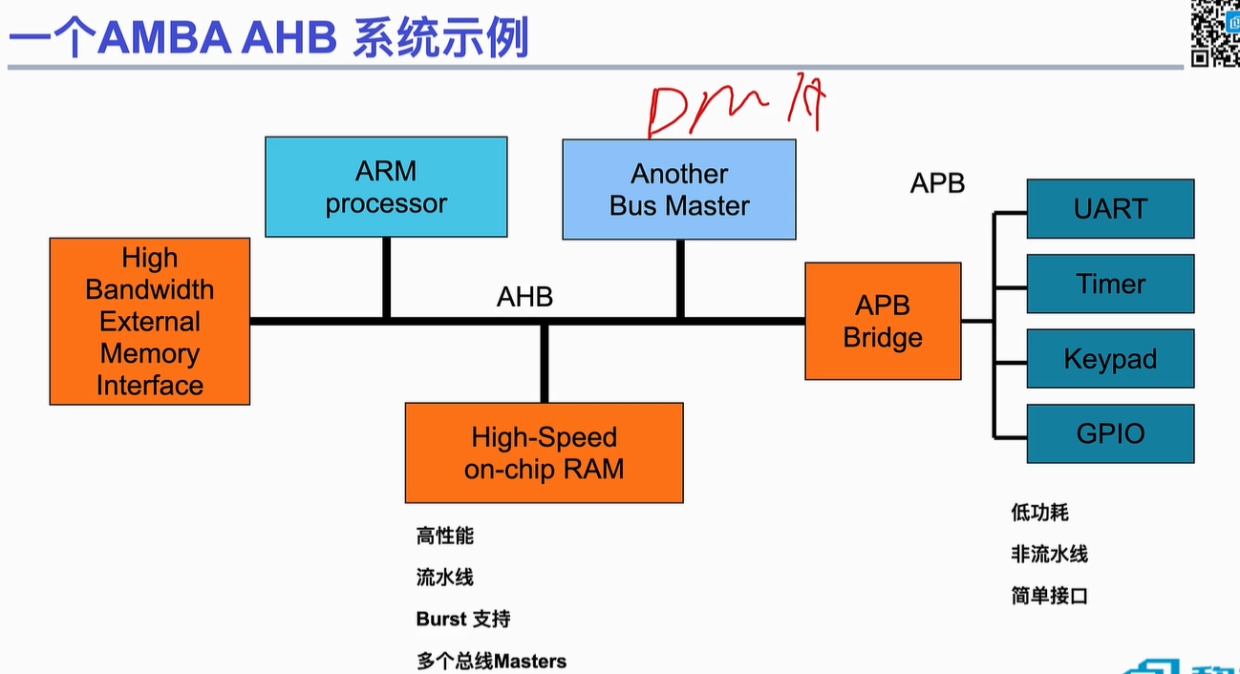 一个AMBA AHB 系统示例
DMA
ARM
processor
Another
Bus Master
APB
UART
High
Bandwidth
External
Memory
Interface
AHB
APB
Bridge
Timer
Keypad
GPIO
High-Speed
on-chip RAM
高性能
流水线
Burst 支持
多个总线Masters
低功耗
非流水线
简单接口